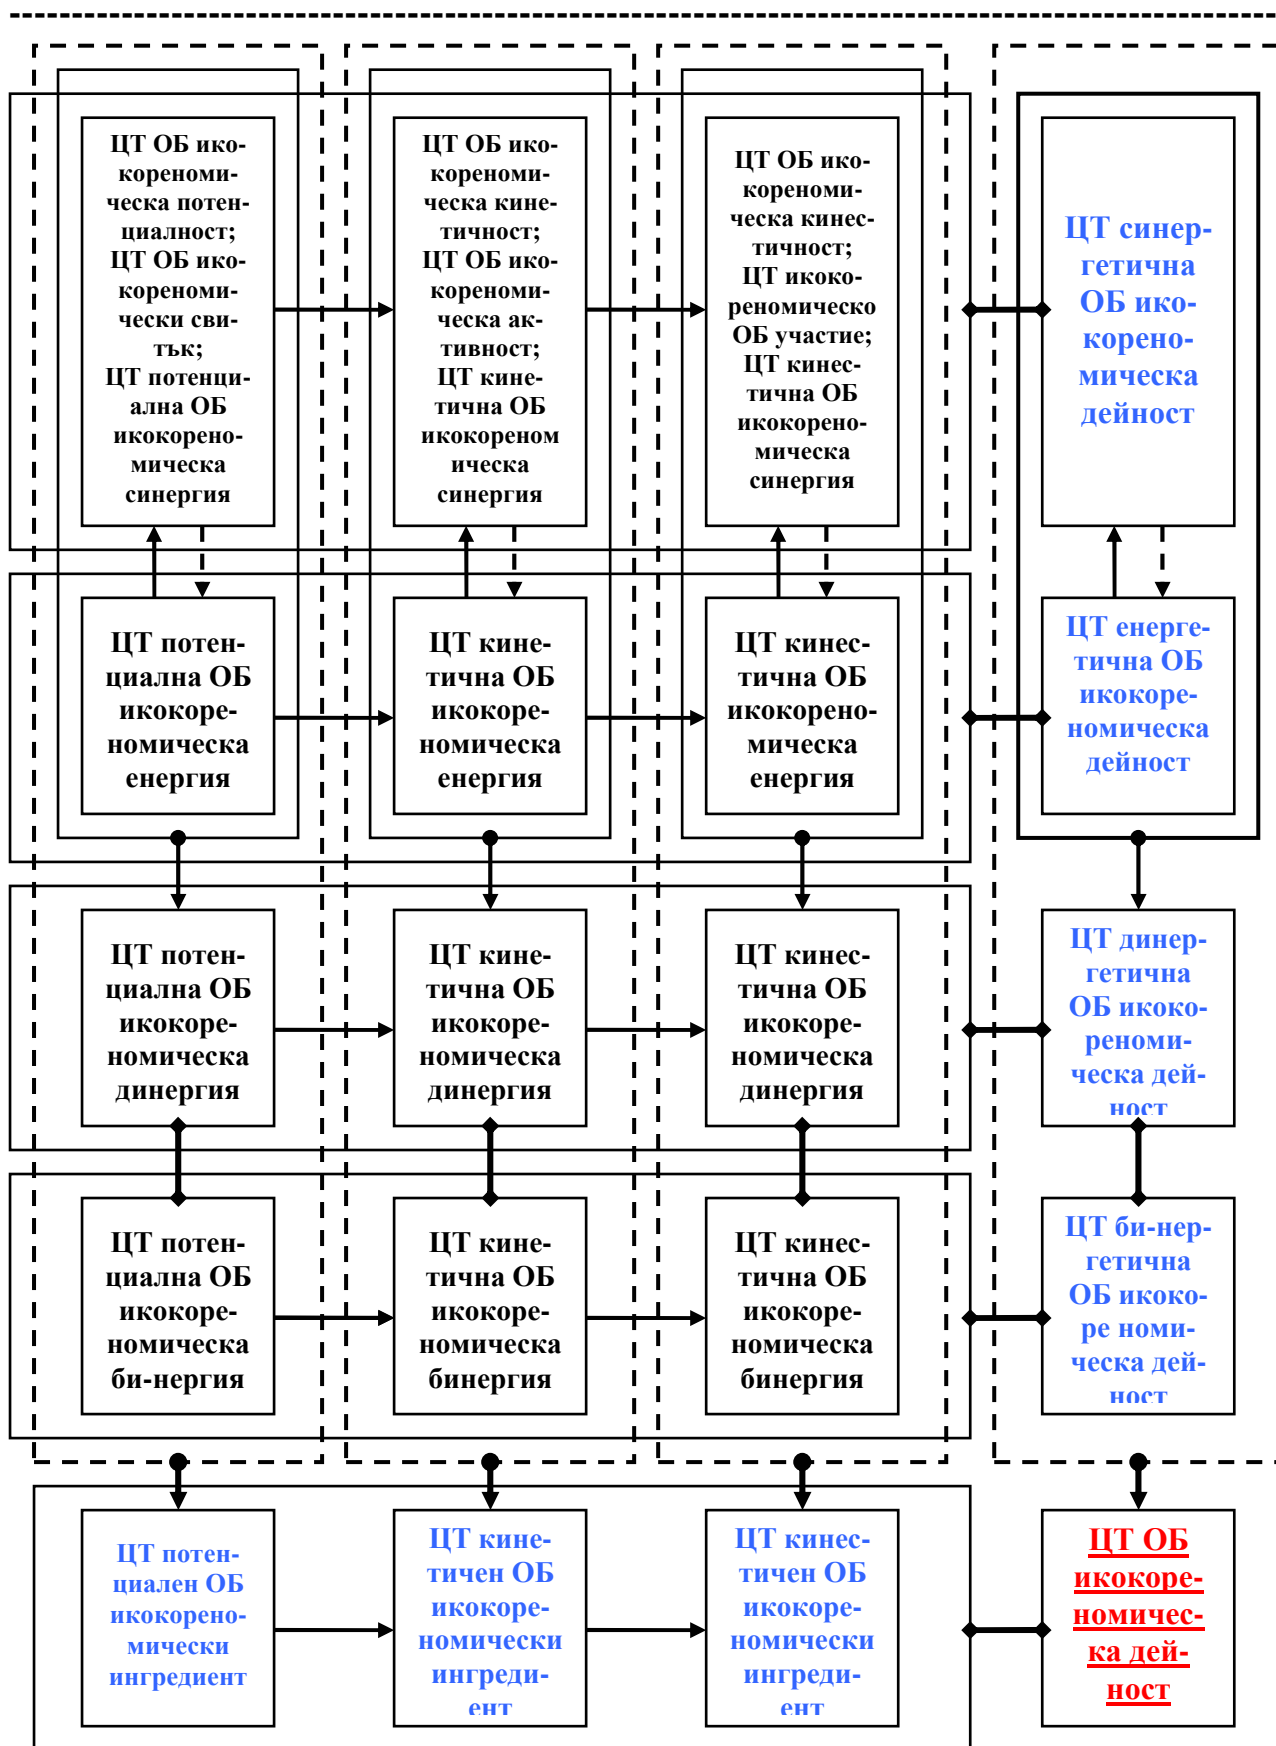 ЦТ ОБ ико-
кореноми-
ческа потен-
циалност;
ЦТ ОБ ико-
кореноми-
чески сви-
тък;
ЦТ потенци-
ална ОБ
икокорено-
мическа
синергия
ЦТ ОБ ико-
кореноми-
ческа кине-
тичност;
ЦТ ОБ ико-
кореноми-
ческа ак-
тивност;
ЦТ кине-
тична ОБ
икокореном
ическа
синергия
ЦТ ОБ ико-
кореноми-
ческа кинес-
тичност;
ЦТ икоко-
реномическо
ОБ участие;
ЦТ кинес-
тична ОБ
икокорено-
мическа
синергия
ЦТ синер-
гетична
ОБ ико-
корено-
мическа
дейност
ЦТ потен-
циална ОБ
икокоре-
номическа
енергия
ЦТ кине-
тична ОБ
икокоре-
номическа
енергия
ЦТ кинес-
тична ОБ
икокорено-
мическа
енергия
ЦТ енерге-
тична ОБ
икокоре-
номическа
дейност
ЦТ потен-
циална ОБ
икокоре-
номическа
динергия
ЦТ кине-
тична ОБ
икокоре-
номическа
динергия
ЦТ кинес-
тична ОБ
икокоре-
номическа
динергия
ЦТ динер-
гетична
ОБ икоко-
реноми-
ческа дей-
ност
ЦТ потен-
циална ОБ
икокоре-
номическа
би-нергия
ЦТ кине-
тична ОБ
икокоре-
номическа
бинергия
ЦТ кинес-
тична ОБ
икокоре-
номическа
бинергия
ЦТ би-нер-
гетична
ОБ икоко-
ре номи-
ческа дей-
ност
ЦТ потен-
циален ОБ
икокорено-
мически
ингредиент
ЦТ кине-
тичен ОБ
икокоре-
номически
ингреди-
ент
ЦТ кинес-
тичен ОБ
икокоре-
номически
ингреди-
ент
ЦТ ОБ
икокоре-
номичес-
ка дей-
ност